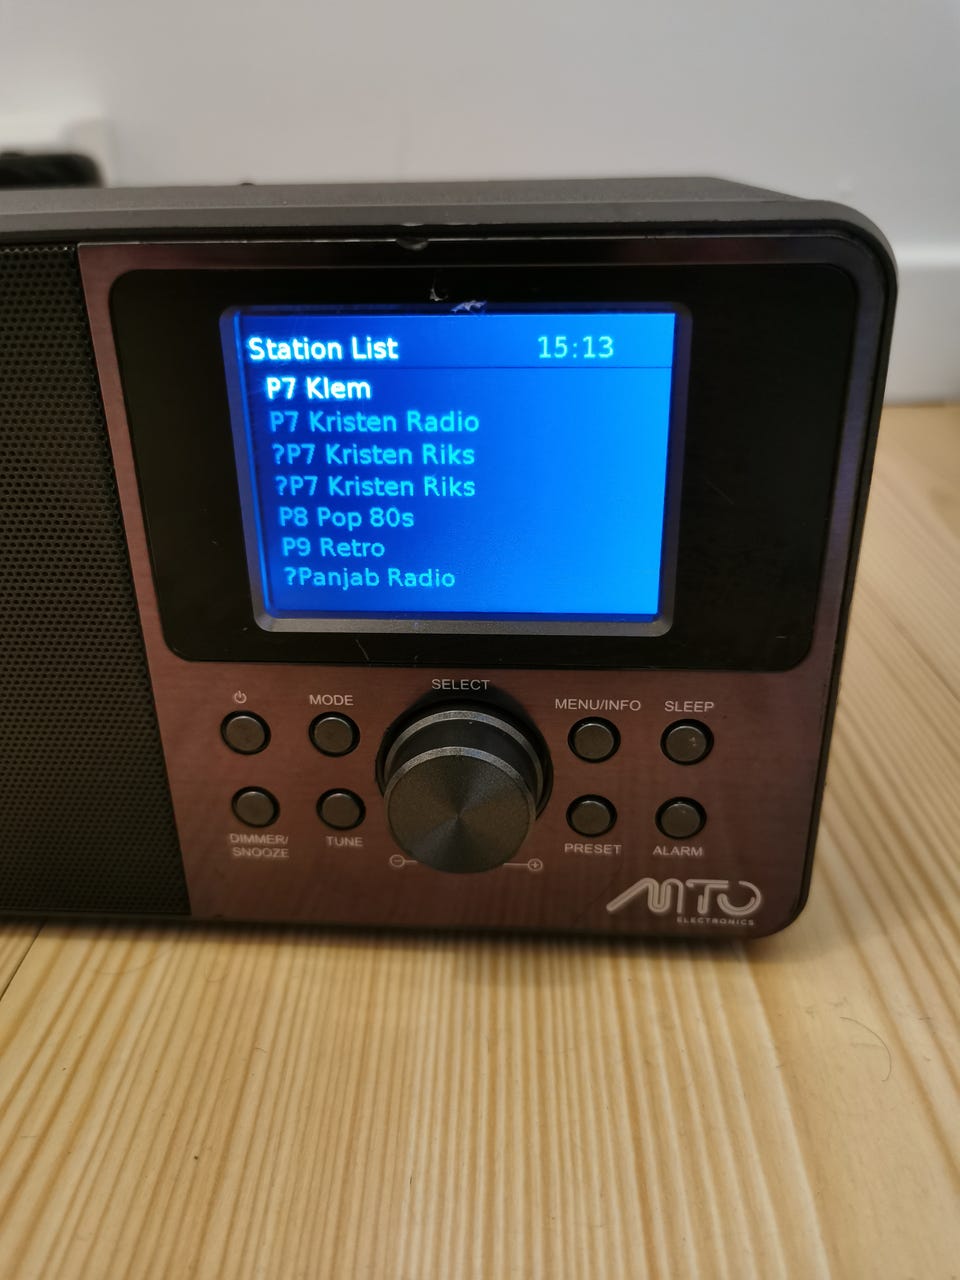 Station List 15:13
P7 Klem
P7 Kristen Radio
?P7 Kristen Riks
?P7 Kristen Riks
P8 Pop 80s
P9 Retro
?Panjab Radio
MODE
SELECT
MENU/INFO
SLEEP
DIMMER/
SNOOZE
TUNE
PRESET
ALARM
MTO
ELECTRONICS